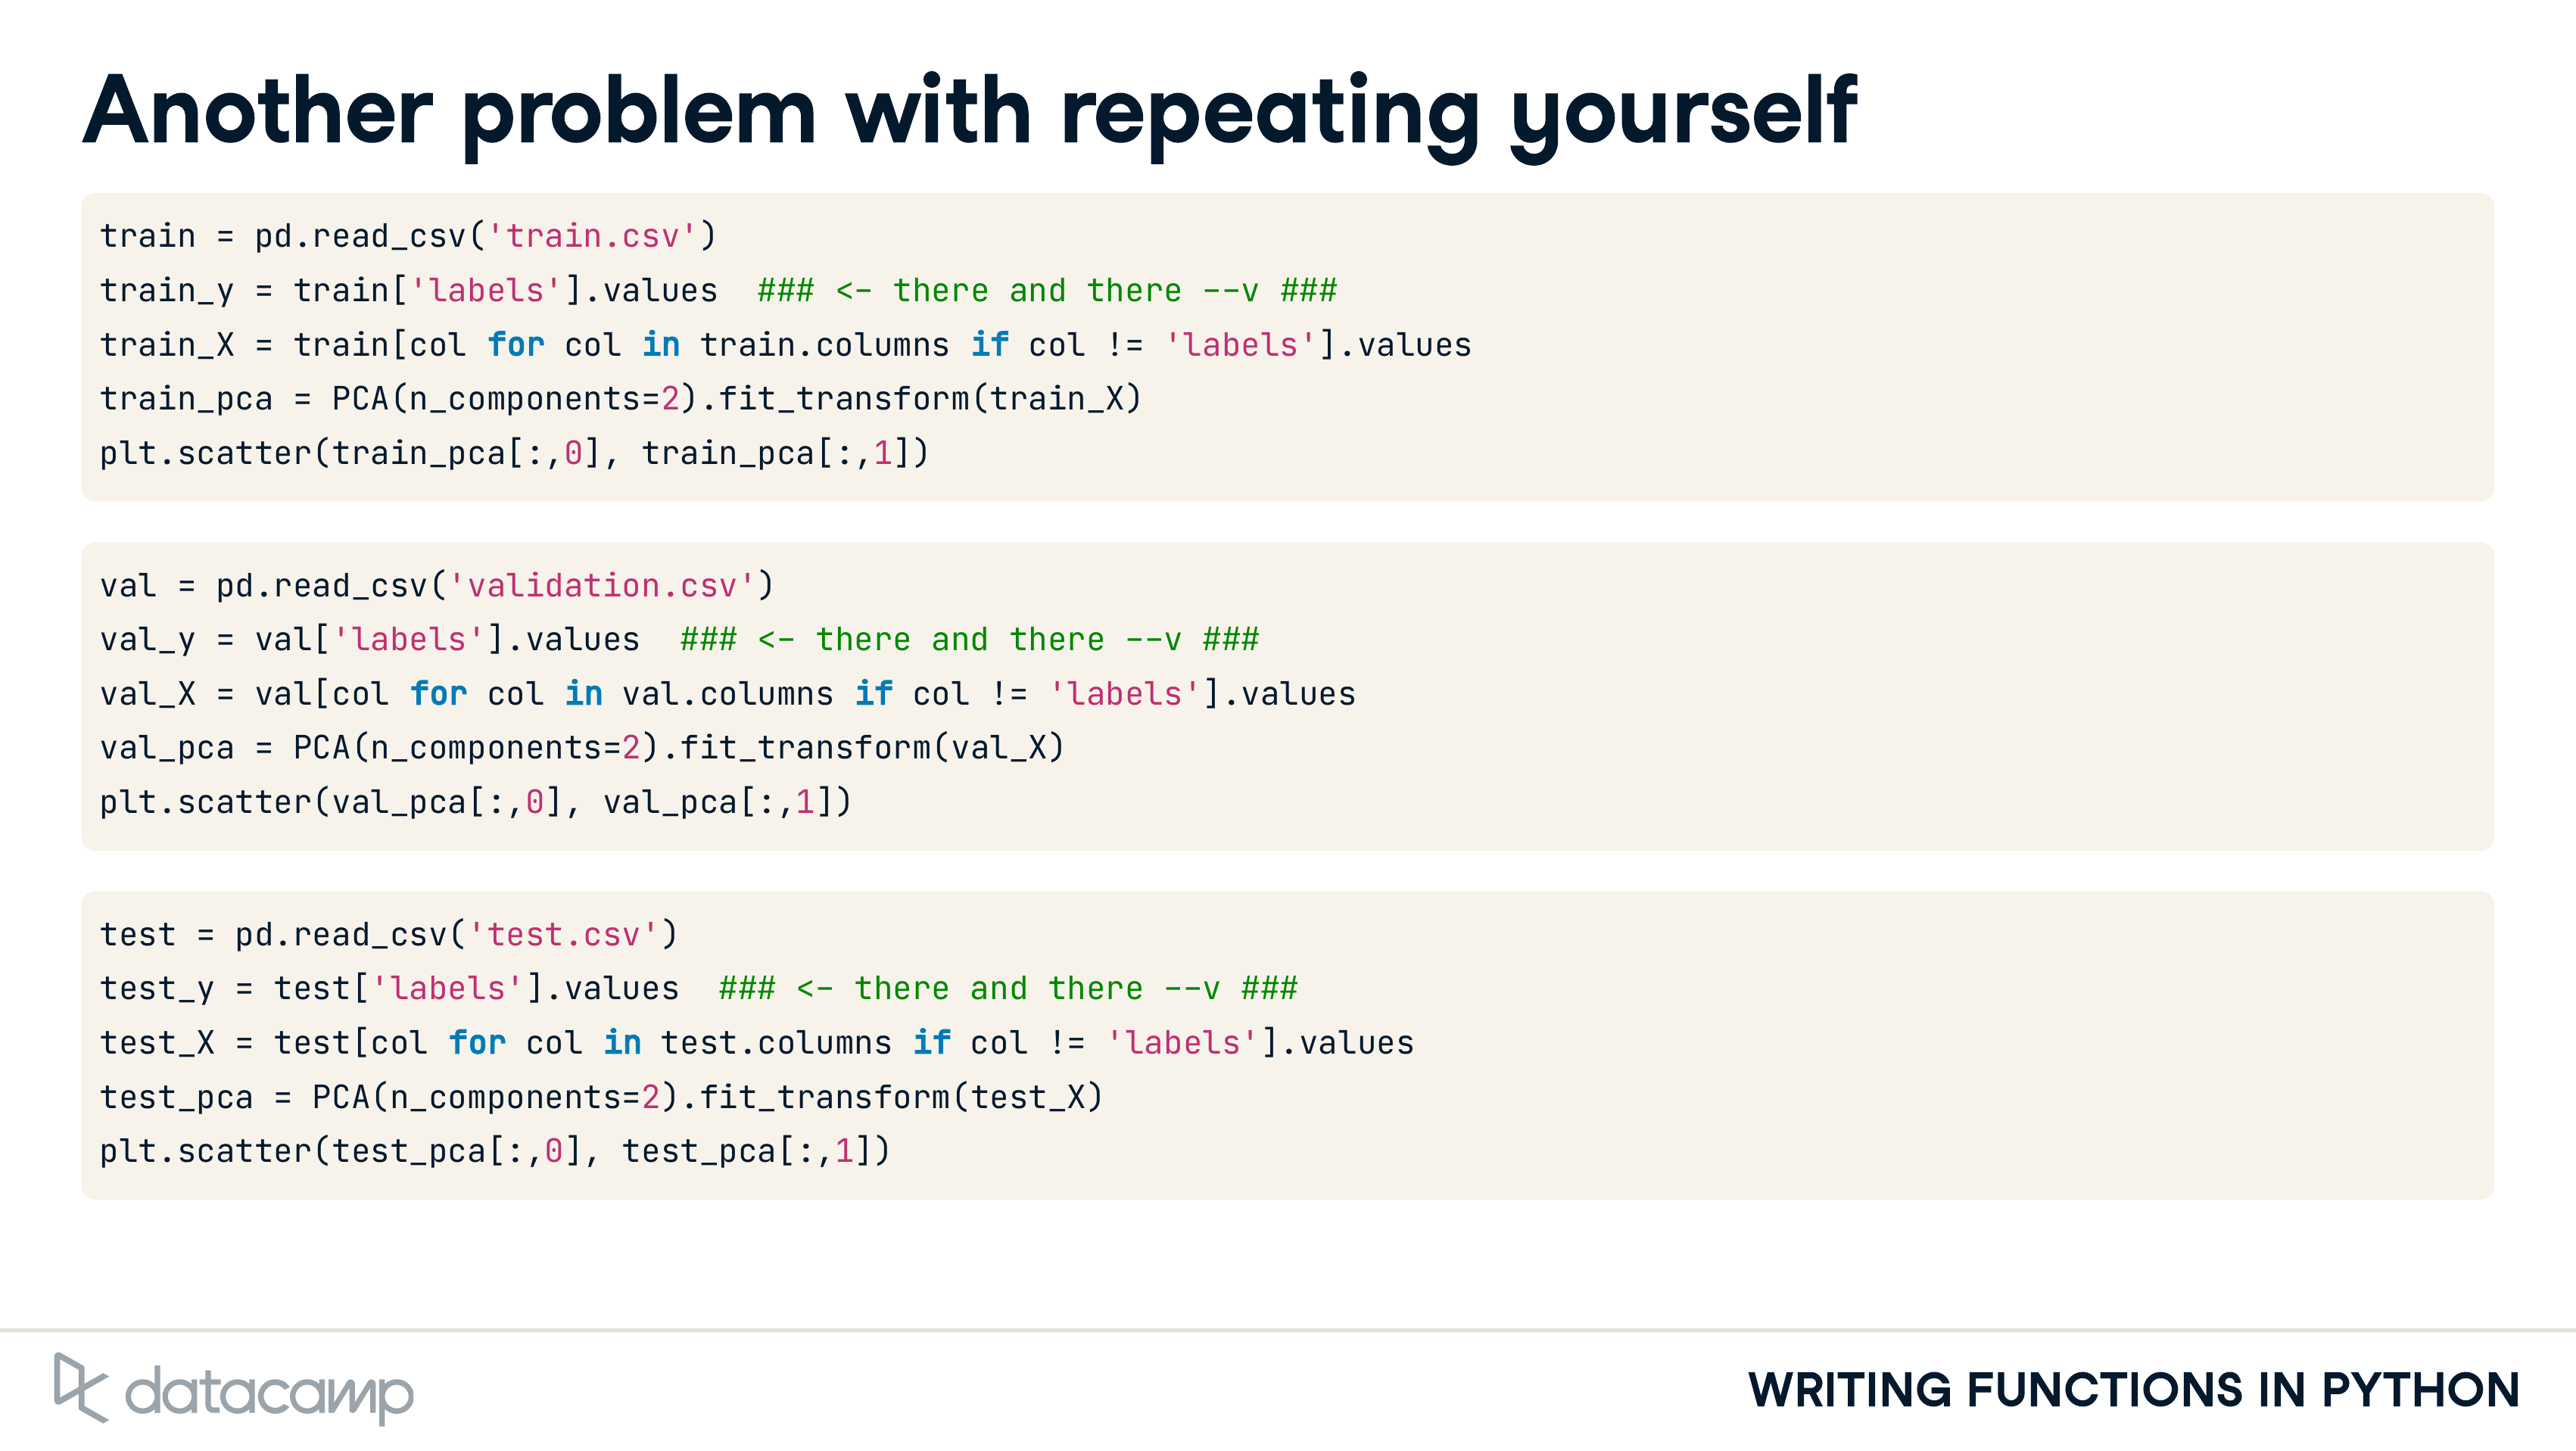 Another problem with repeating yourself
train = pd.read_csv('train.csv')
train_y = train['labels'].values  ### <- there and there --v ###
train_X = train[col for col in train.columns if col != 'labels'].values
train_pca = PCA(n_components=2).fit_transform(train_X)
plt.scatter(train_pca[:,0], train_pca[:,1])
val = pd.read_csv('validation.csv')
val_y = val['labels'].values  ### <- there and there --v ###
val_X = val[col for col in val.columns if col != 'labels'].values
val_pca = PCA(n_components=2).fit_transform(val_X)
plt.scatter(val_pca[:,0], val_pca[:,1])
test = pd.read_csv('test.csv')
test_y = test['labels'].values  ### <- there and there --v ###
test_X = test[col for col in test.columns if col != 'labels'].values
test_pca = PCA(n_components=2).fit_transform(test_X)
plt.scatter(test_pca[:,0], test_pca[:,1])
datacamp
WRITING FUNCTIONS IN PYTHON